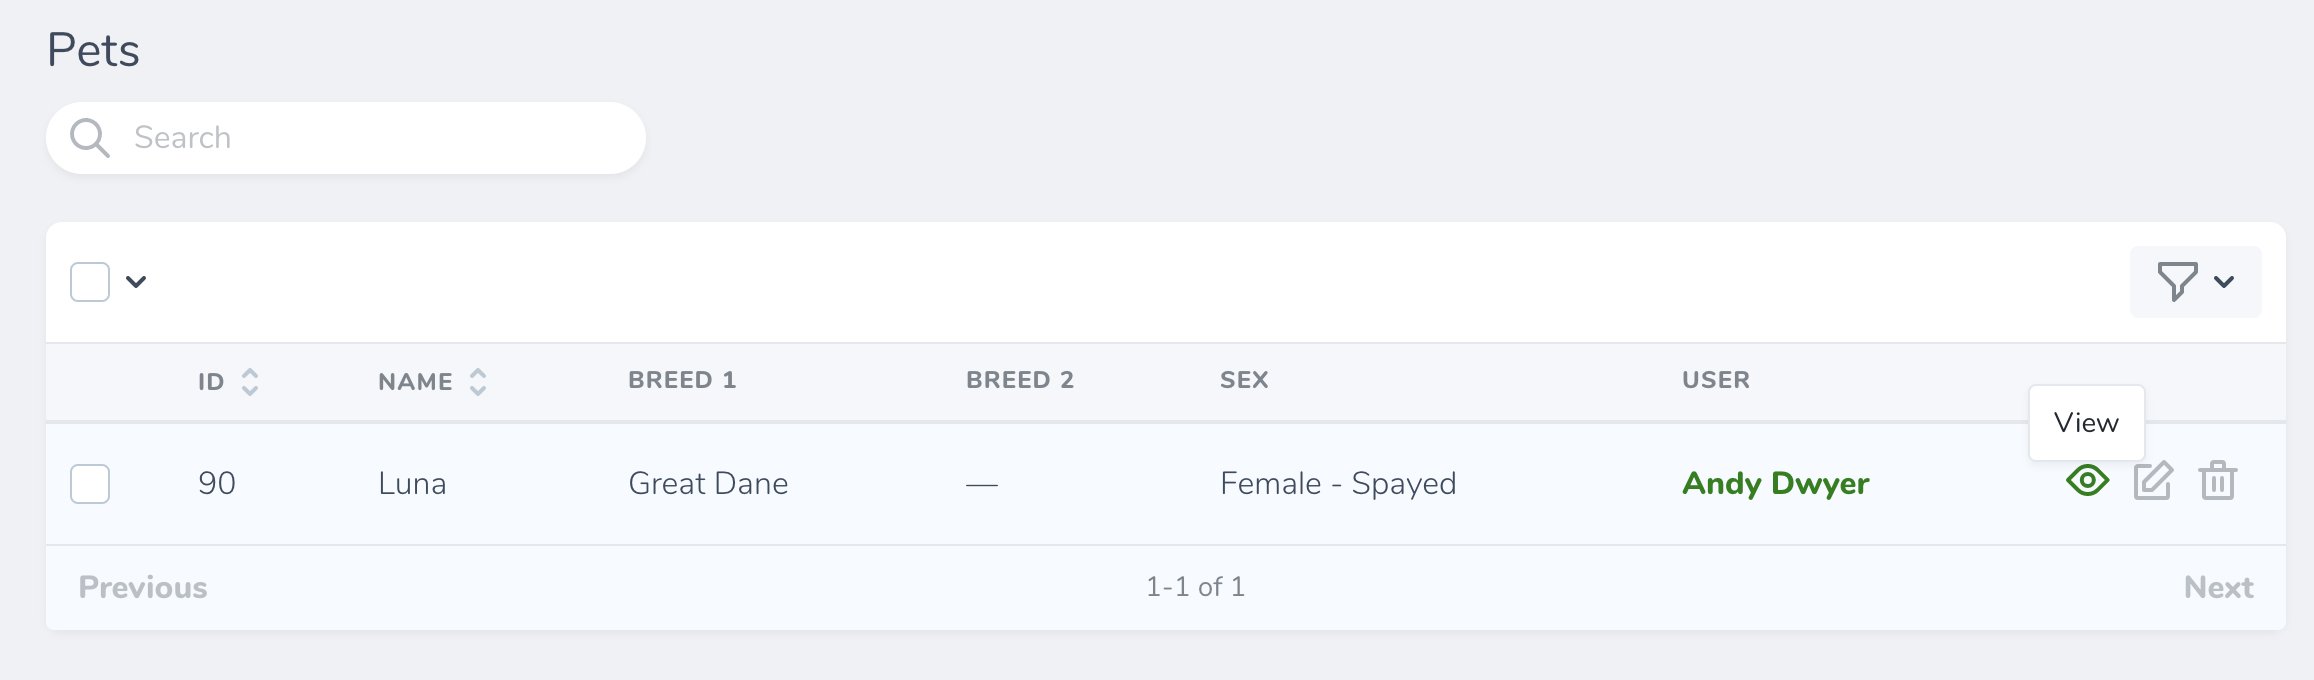 Pets
Search
ID NAME BREED 1 BREED 2 SEX USER
View
90 Luna Great Dane — Female - Spayed Andy Dwyer
Previous 1-1 of 1 Next